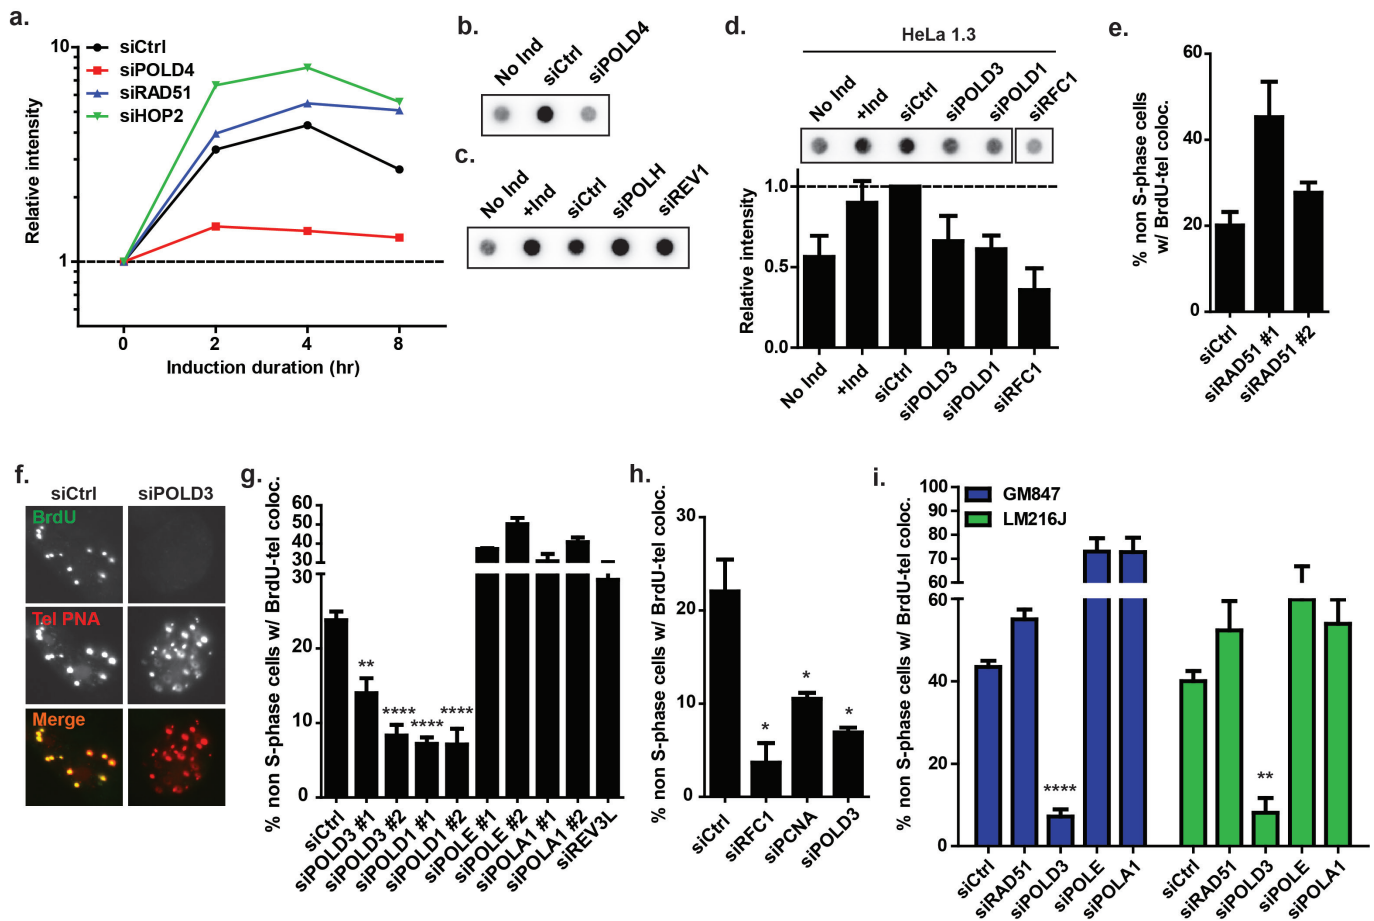 a.
10
1
Relative intensity
siCtrl
siPOLD4
siRAD51
siHOP2
0 2 4 8
Induction duration (hr)
b.
No Ind siCtrl siPOLD4
c.
No Ind +Ind siCtrl siPOLH siREV1
d.
HeLa 1.3
No Ind +Ind siCtrl siPOLD3 siPOLD1 siRFC1
Relative intensity
1.0
0.5
0.0
No Ind +Ind siCtrl siPOLD3 siPOLD1 siRFC1
e.
% non S-phase cells
w/ BrdU-tel coloc.
60
40
20
0
siCtrl siRAD51 #1 siRAD51 #2
f.
siCtrl siPOLD3
BrdU
Tel PNA
Merge
g.
% non S-phase cells w/ BrdU-tel coloc.
60
50
40
30
30
20
10
0
** **** **** ****
siCtrl siPOLD3 #1 siPOLD3 #2 siPOLD1 #1 siPOLD1 #2 siPOLE #1 siPOLE #2 siPOLA1 #1 siPOLA1 #2 siREV3L
h.
% non S-phase cells w/ BrdU-tel coloc.
30
20
10
0
* * *
siCtrl siRFC1 siPCNA siPOLD3
i.
% non S-phase cells w/ BrdU-tel coloc.
100
90
80
70
60
60
40
20
0
GM847
LM216J
**** **
siCtrl siRAD51 siPOLD3 siPOLE siPOLA1 siCtrl siRAD51 siPOLD3 siPOLE siPOLA1